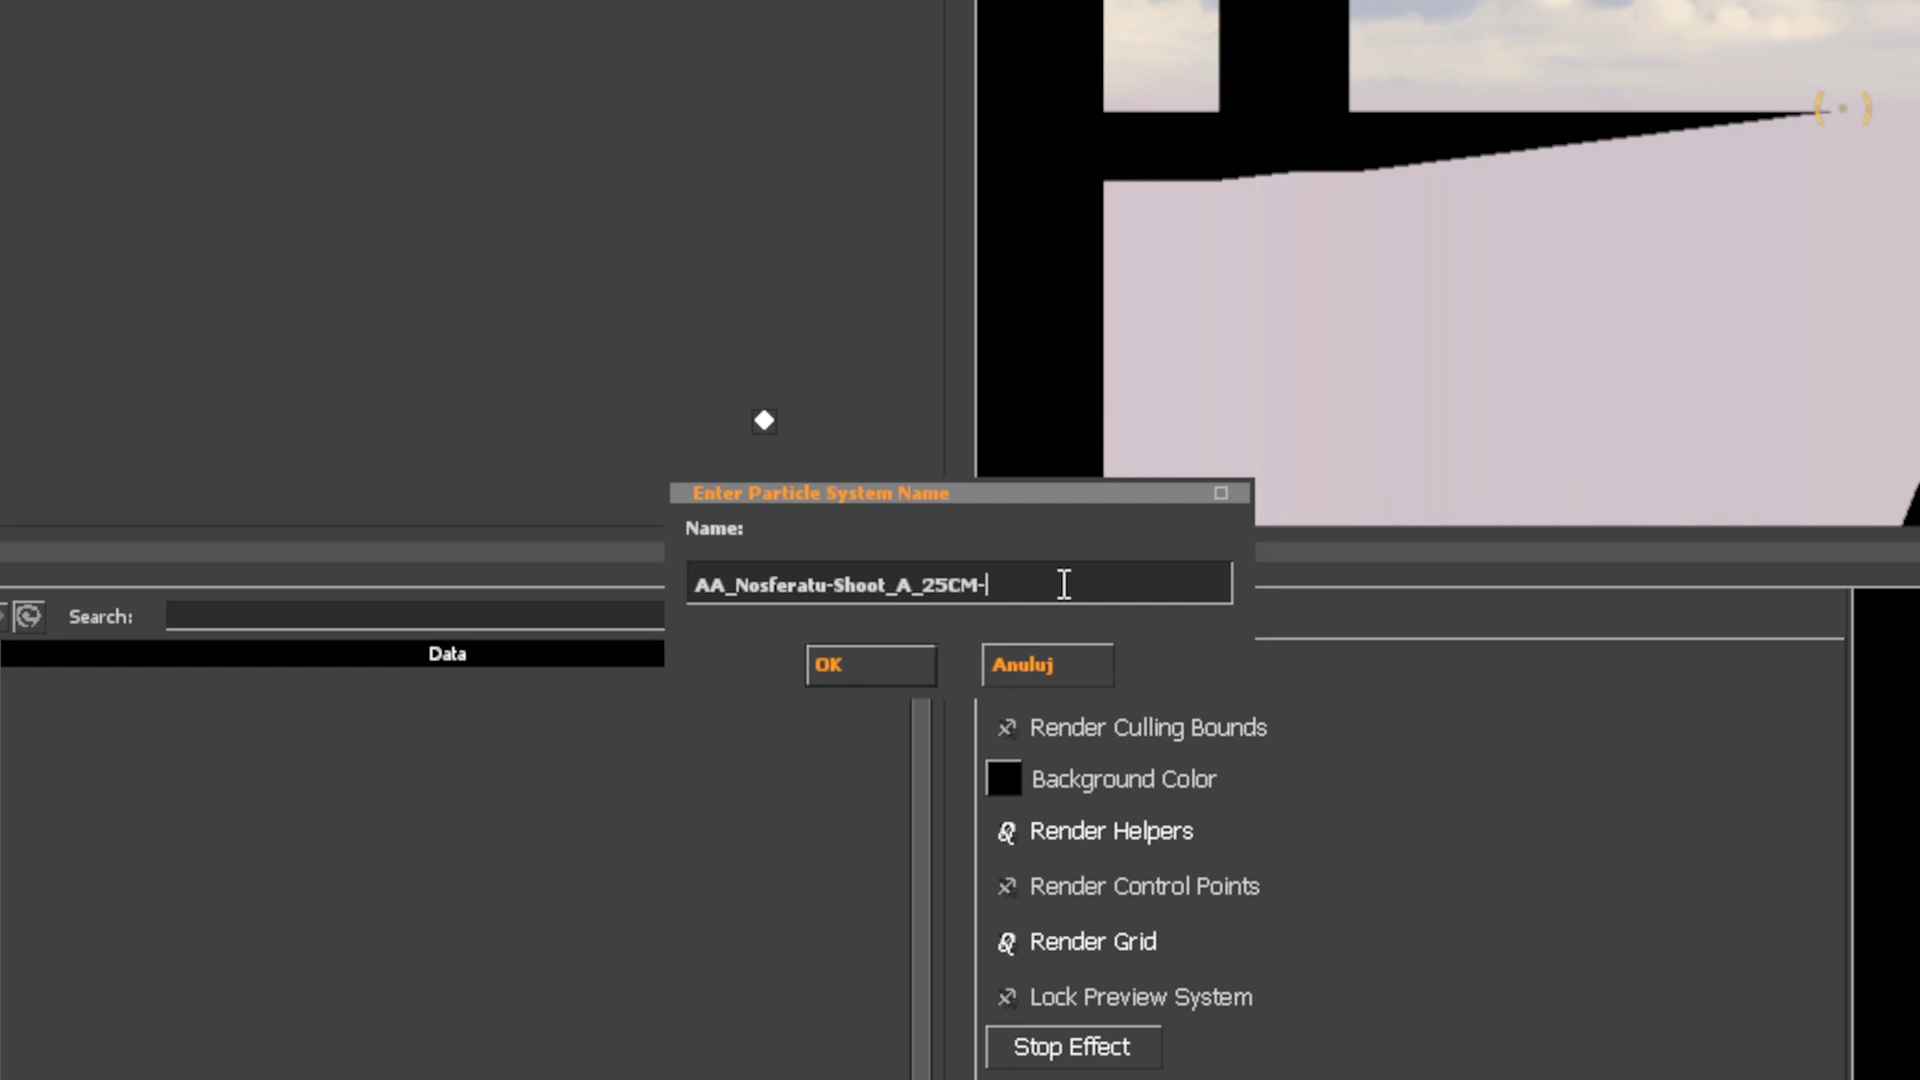 Enter Particle System Name
Name:
AA_Nosferatu-Shoot_A_25CM-
Search:
OK
Anuluj
Data
Render Culling Bounds
Background Color
Render Helpers
Render Control Points
Render Grid
Lock Preview System
Stop Effect